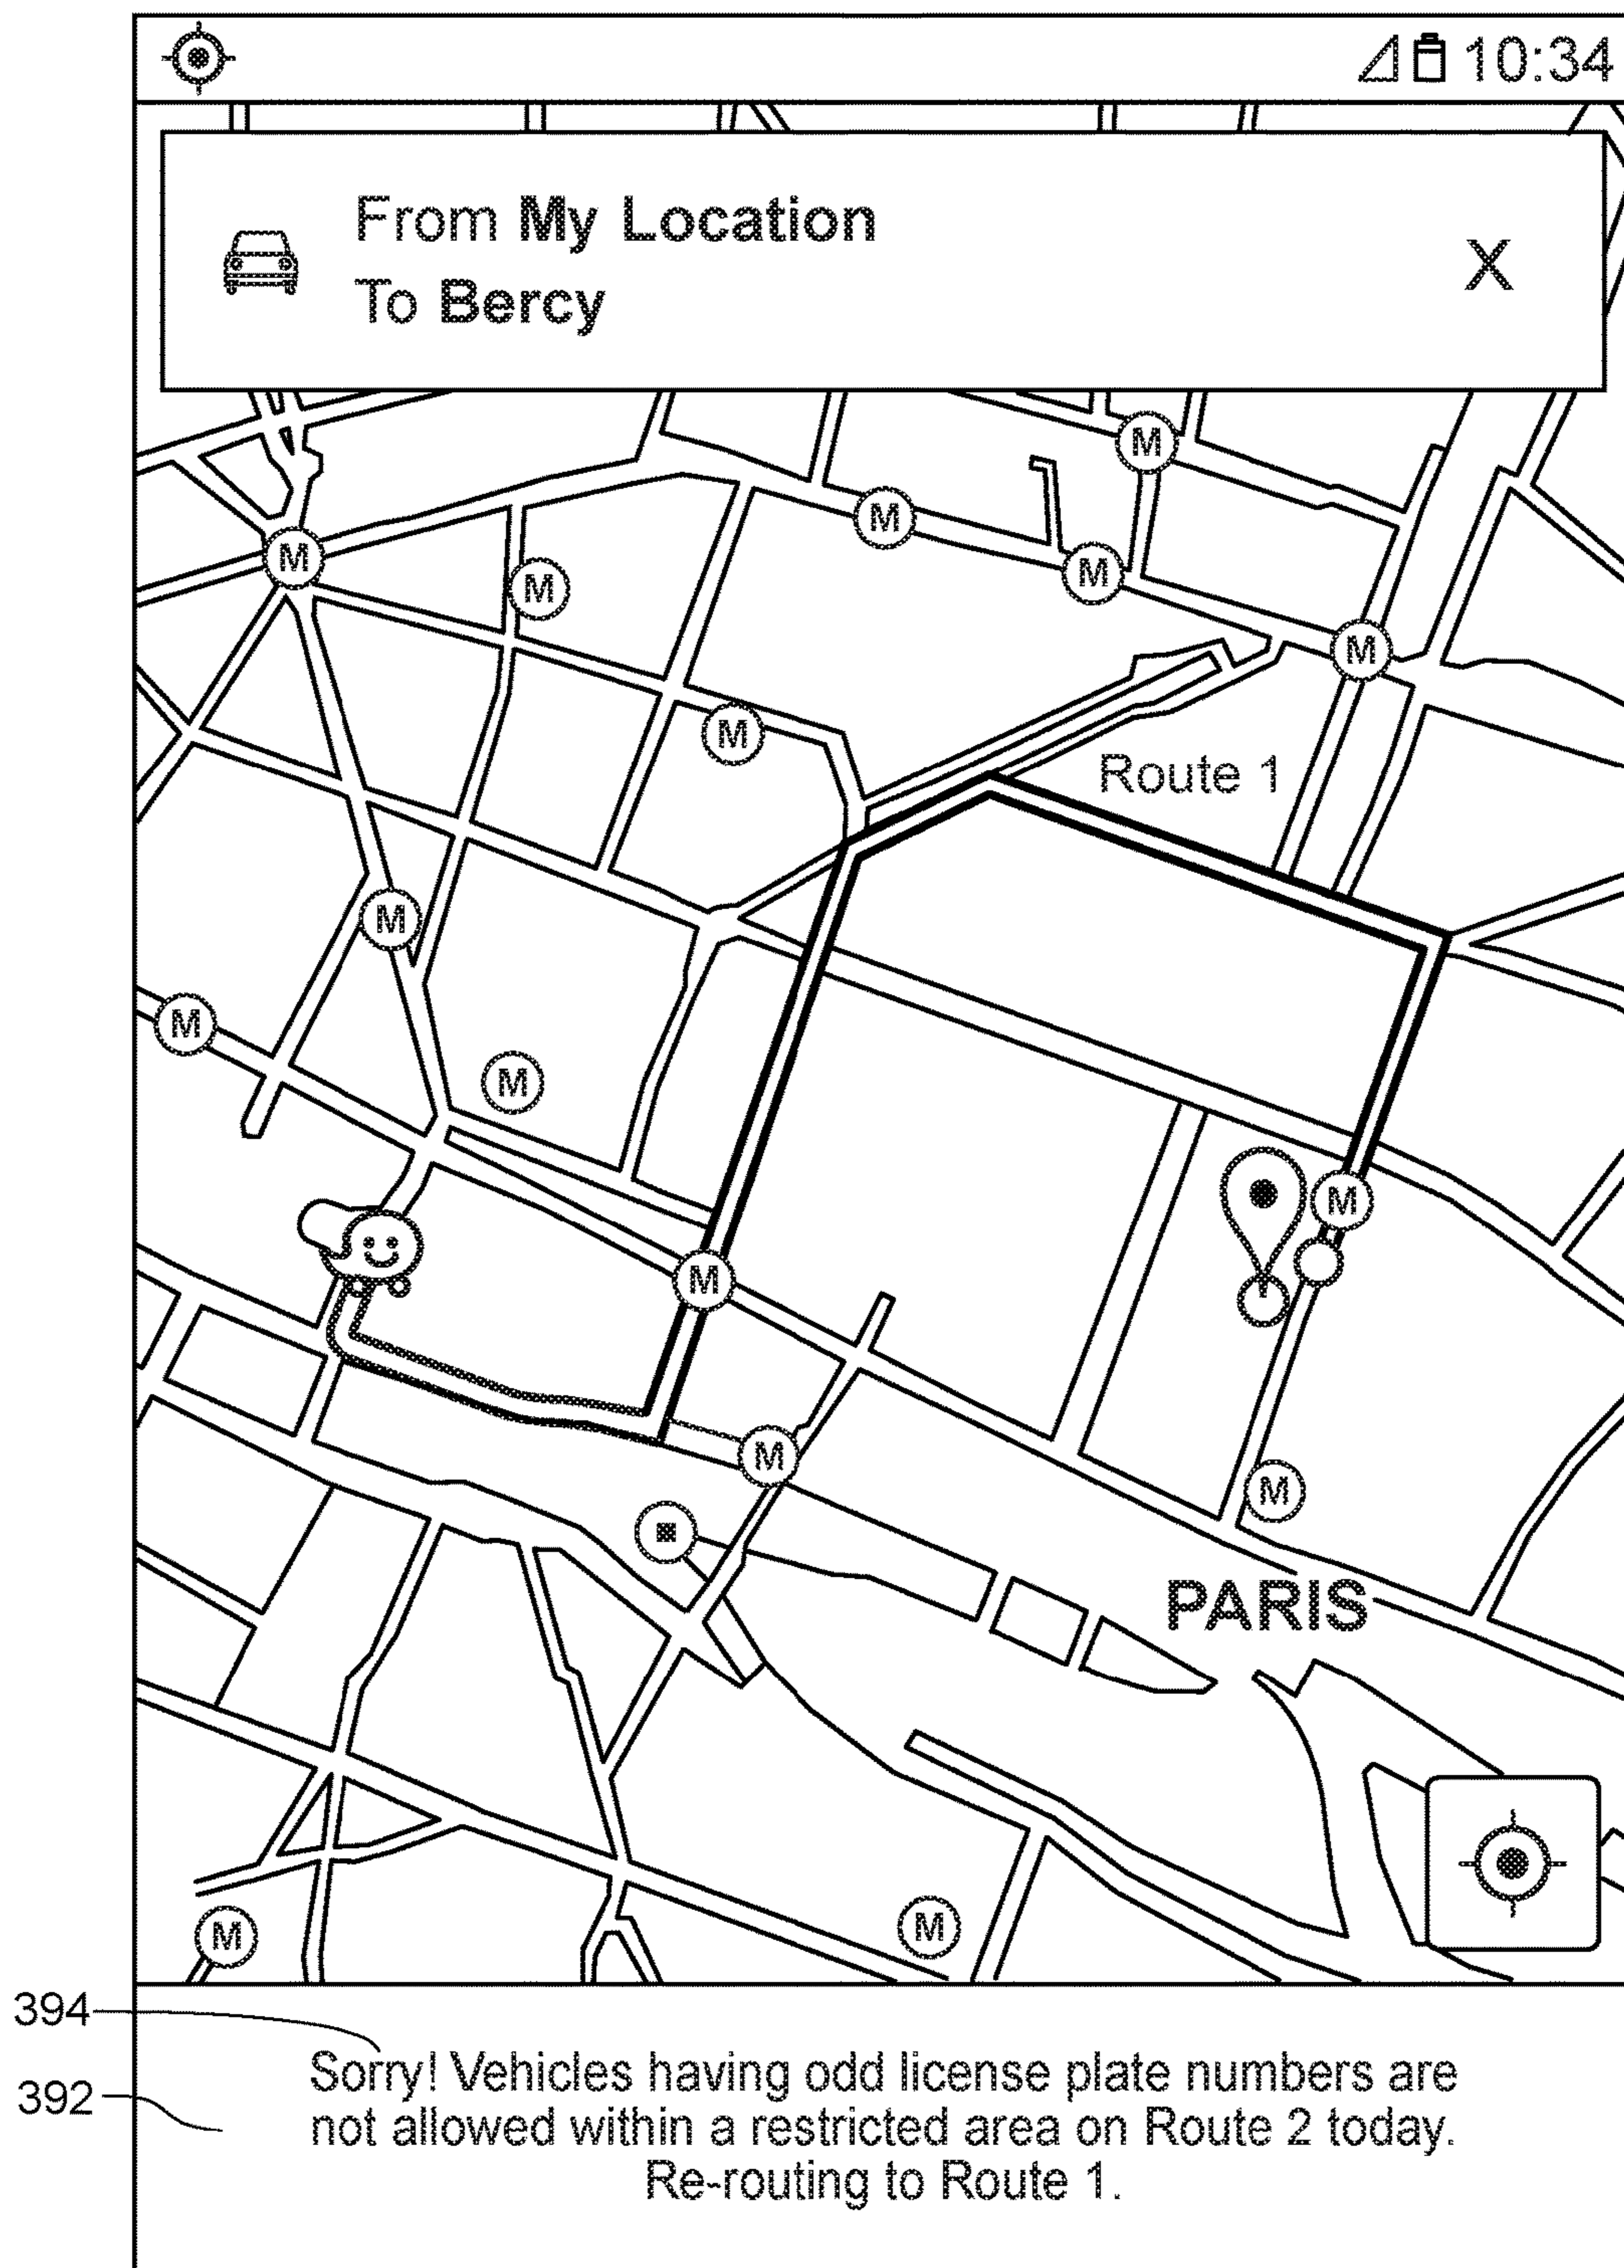 10:34
From My Location
To Bercy
X
M
M
M
M
M
M
M
Route 1
M
M
M
M
M
M
M
PARIS
M
M
394
Sorry! Vehicles having odd license plate numbers are
392
not allowed within a restricted area on Route 2 today.
Re-routing to Route 1.